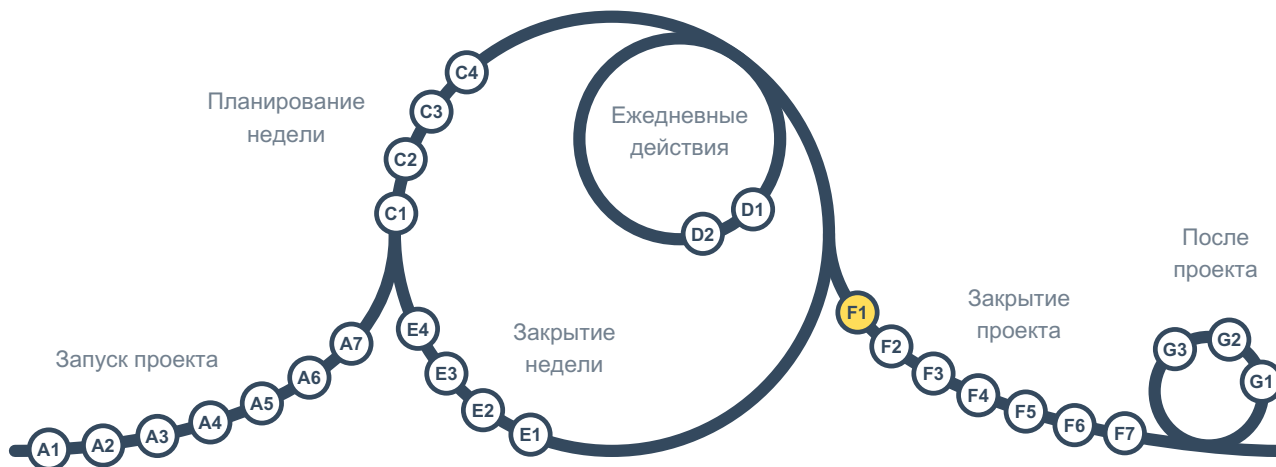 Запуск проекта
A1
A2
A3
A4
A5
A6
A7
Планирование
недели
C1
C2
C3
C4
Ежедневные
действия
D1
D2
Закрытие
недели
E1
E2
E3
E4
Закрытие
проекта
F1
F2
F3
F4
F5
F6
F7
После
проекта
G1
G2
G3